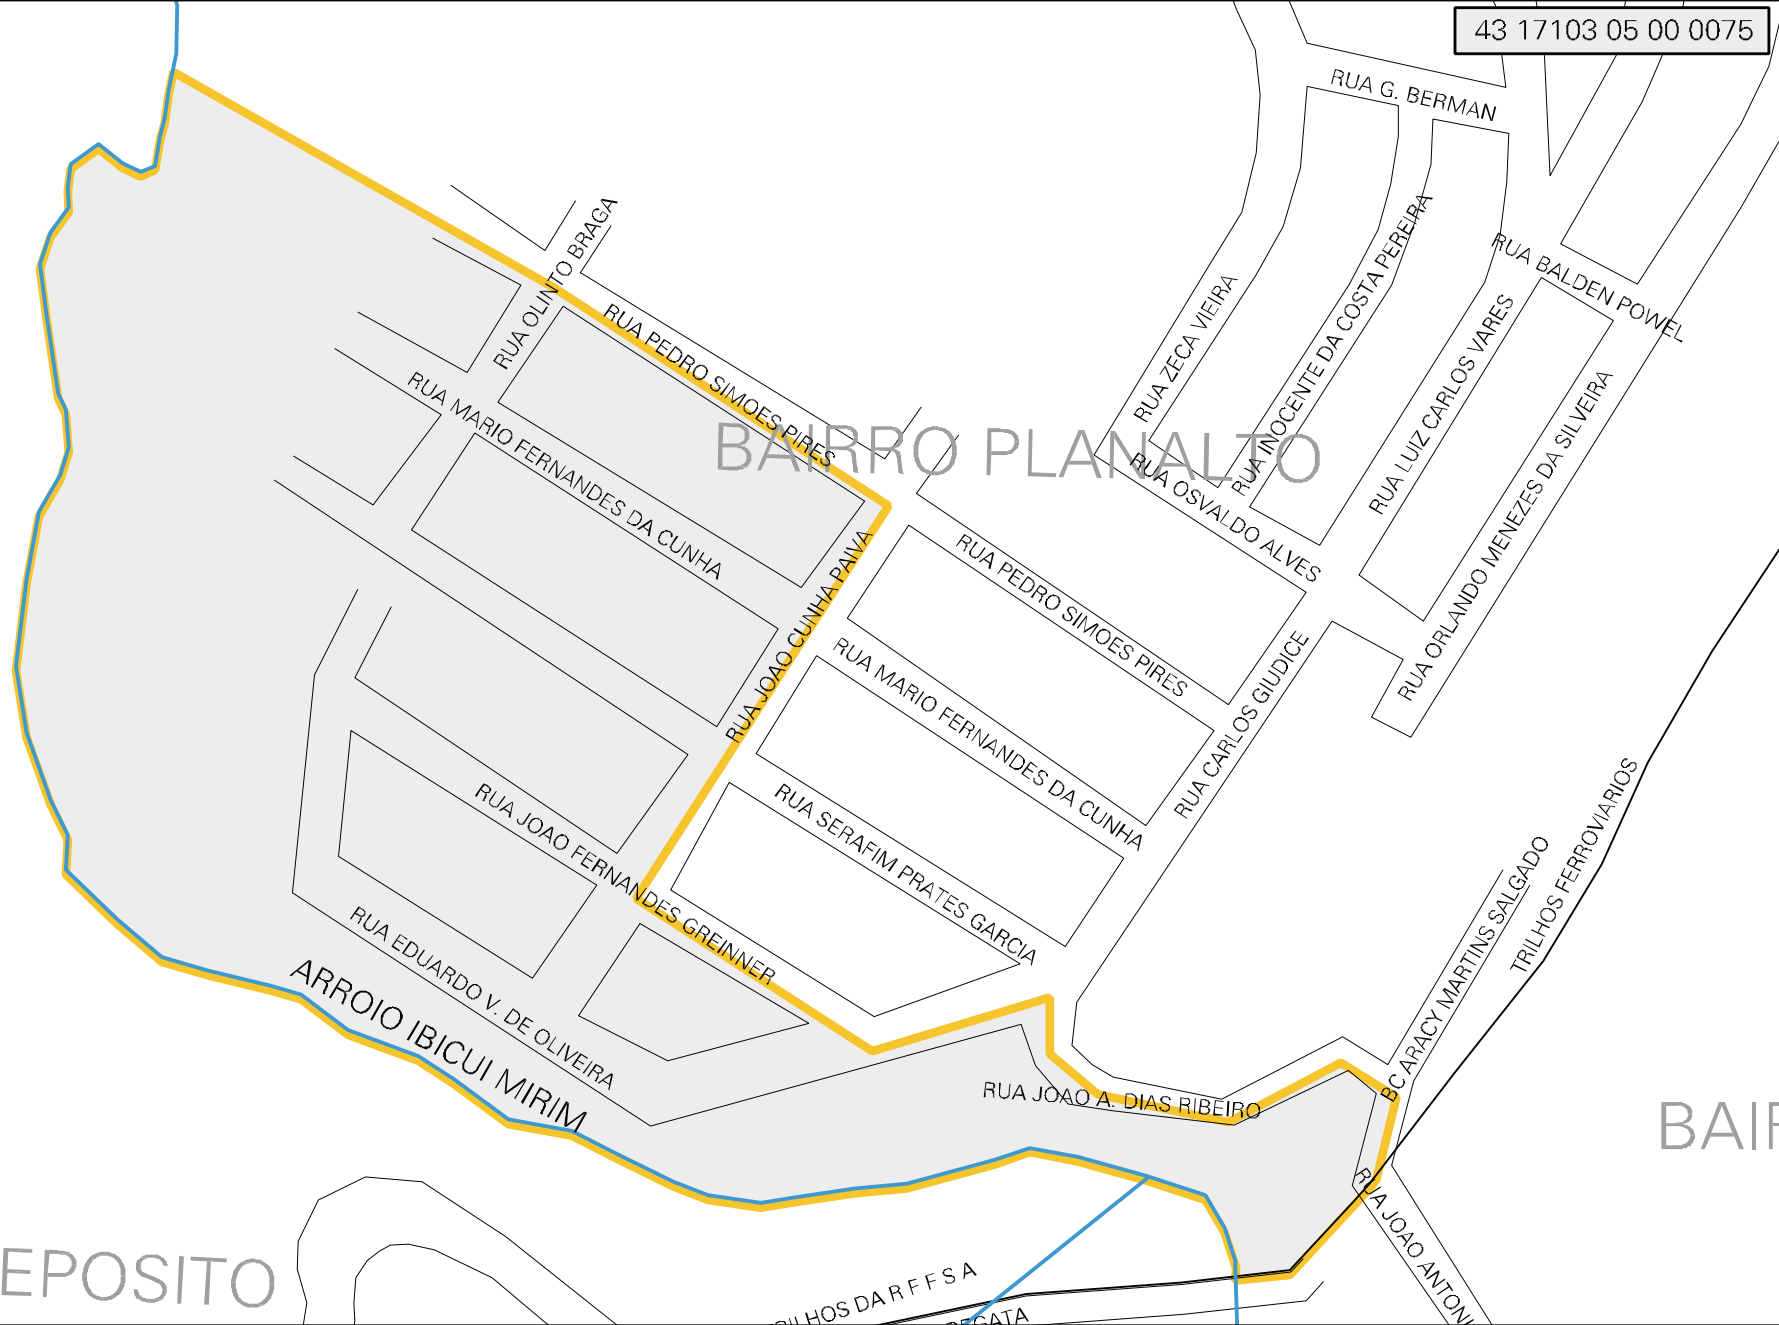 43 17103 05 00 0075
RUA G. BERMAN
RUA OLINTO BRAGA
RUA INOCENTE DA COSTA PEREIRA
RUA BALDEN POWEL
RUA ZECA VIEIRA
RUA PEDRO SIMOES PIRES
RUA LUIZ CARLOS VARES
RUA MARIO FERNANDES DA CUNHA
BAIRRO PLANALTO
RUA ORLANDO MENEZES DA SILVEIRA
RUA OSVALDO ALVES
RUA JOAO CUNHA PAIVA
RUA PEDRO SIMOES PIRES
RUA MARIO FERNANDES DA CUNHA
RUA CARLOS GIUDICE
RUA JOAO FERNANDES GREINNER
RUA SERAFIM PRATES GARCIA
TRILHOS FERROVIARIOS
BC ARACY MARTINS SALGADO
RUA EDUARDO V. DE OLIVEIRA
ARROIO IBICUI MIRIM
RUA JOAO A. DIAS RIBEIRO
BAIR
RUA JOAO ANTONI
EPOSITO
RILHOS DA R F F S A
EGATA